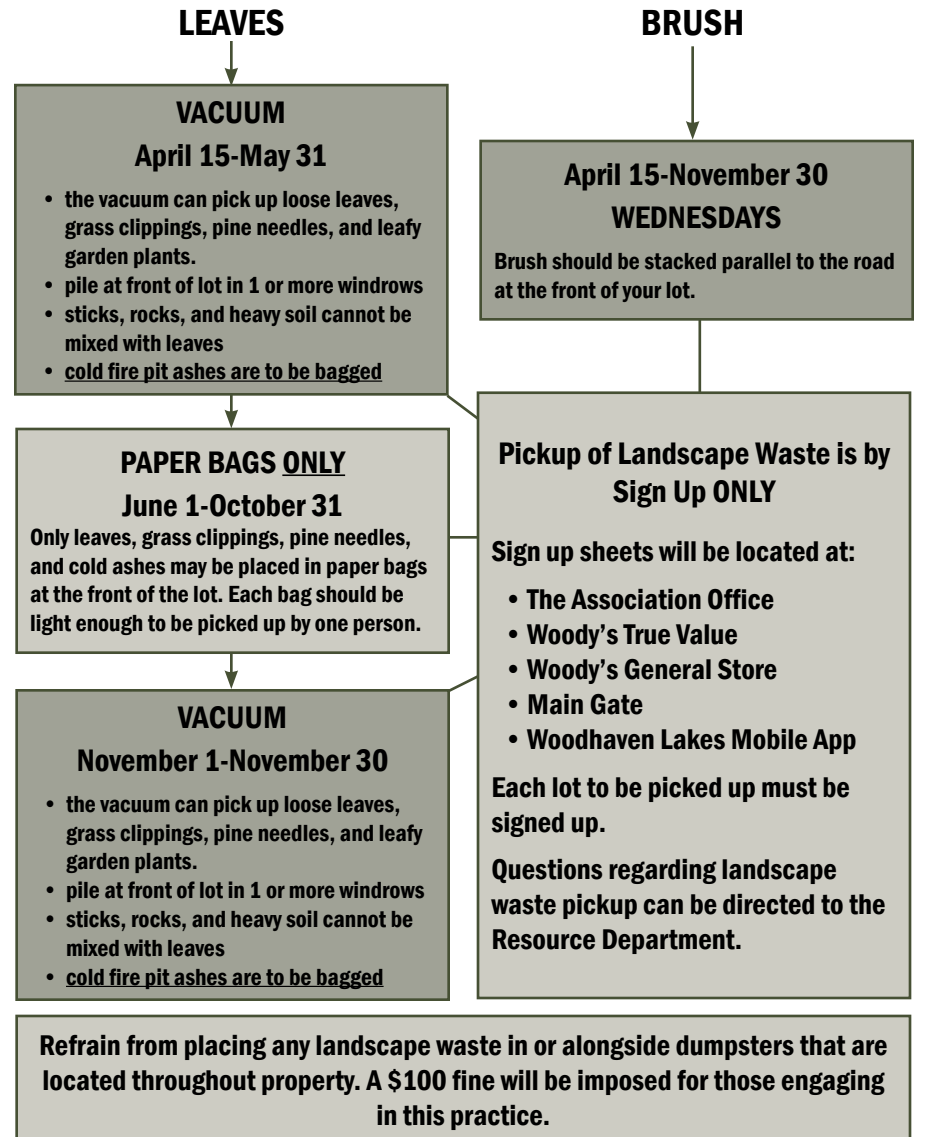 LEAVES
VACUUM
April 15-May 31
• the vacuum can pick up loose leaves,
grass clippings, pine needles, and leafy
garden plants.
• pile at front of lot in 1 or more windrows
• sticks, rocks, and heavy soil cannot be
mixed with leaves
• cold fire pit ashes are to be bagged
PAPER BAGS ONLY
June 1-October 31
Only leaves, grass clippings, pine needles,
and cold ashes may be placed in paper bags
at the front of the lot. Each bag should be
light enough to be picked up by one person.
VACUUM
November 1-November 30
• the vacuum can pick up loose leaves,
grass clippings, pine needles, and leafy
garden plants.
• pile at front of lot in 1 or more windrows
• sticks, rocks, and heavy soil cannot be
mixed with leaves
• cold fire pit ashes are to be bagged
BRUSH
April 15-November 30
WEDNESDAYS
Brush should be stacked parallel to the road
at the front of your lot.
Pickup of Landscape Waste is by
Sign Up ONLY
Sign up sheets will be located at:
• The Association Office
• Woody's True Value
• Woody's General Store
• Main Gate
• Woodhaven Lakes Mobile App
Each lot to be picked up must be
signed up.
Questions regarding landscape
waste pickup can be directed to the
Resource Department.
Refrain from placing any landscape waste in or alongside dumpsters that are
located throughout property. A $100 fine will be imposed for those engaging
in this practice.